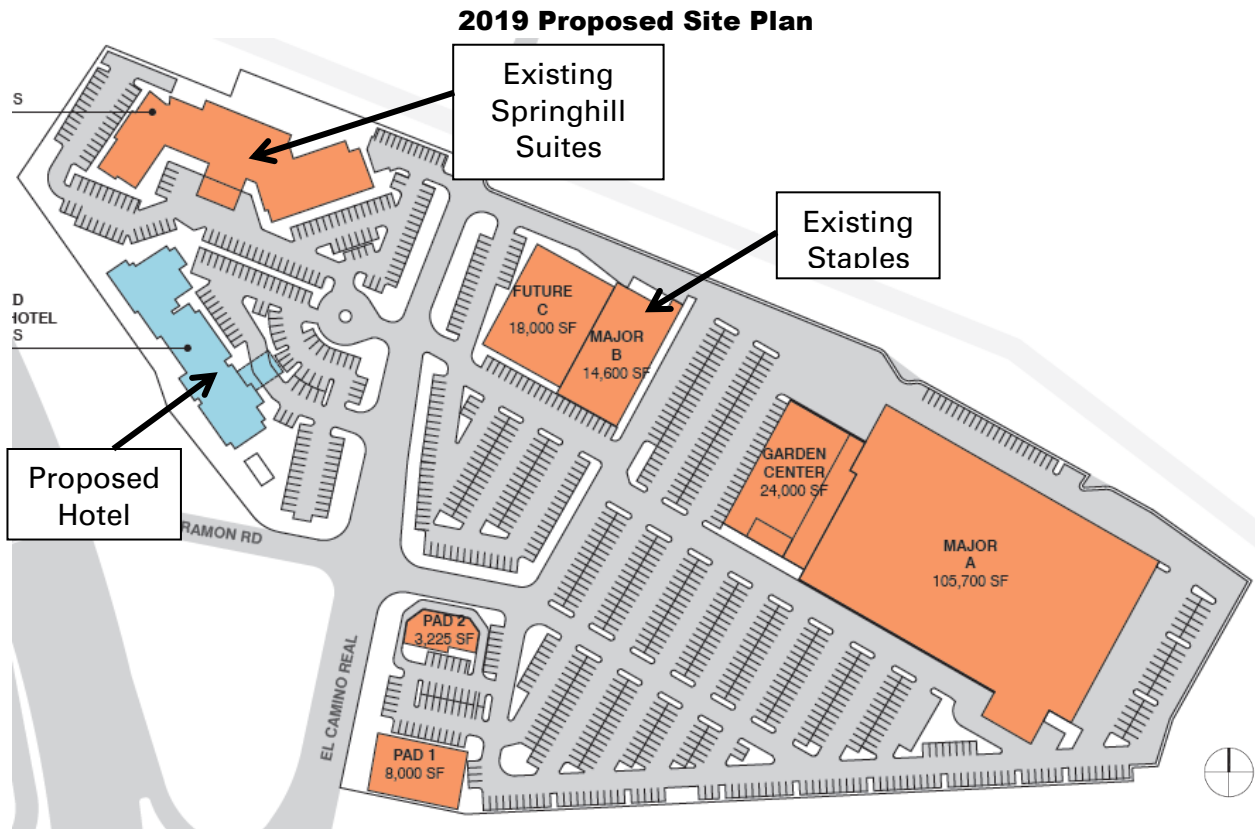 2019 Proposed Site Plan
Existing
Springhill
Suites
S
Existing
Staples
FUTURE
C
18,000 SF
MAJOR
B
14,600 SF
D
HOTEL
S
GARDEN
CENTER
24,000 SF
Proposed
Hotel
RAMON RD
MAJOR
A
105,700 SF
PAD 2
3,225 SF
EL CAMINO REAL
PAD 1
8,000 SF